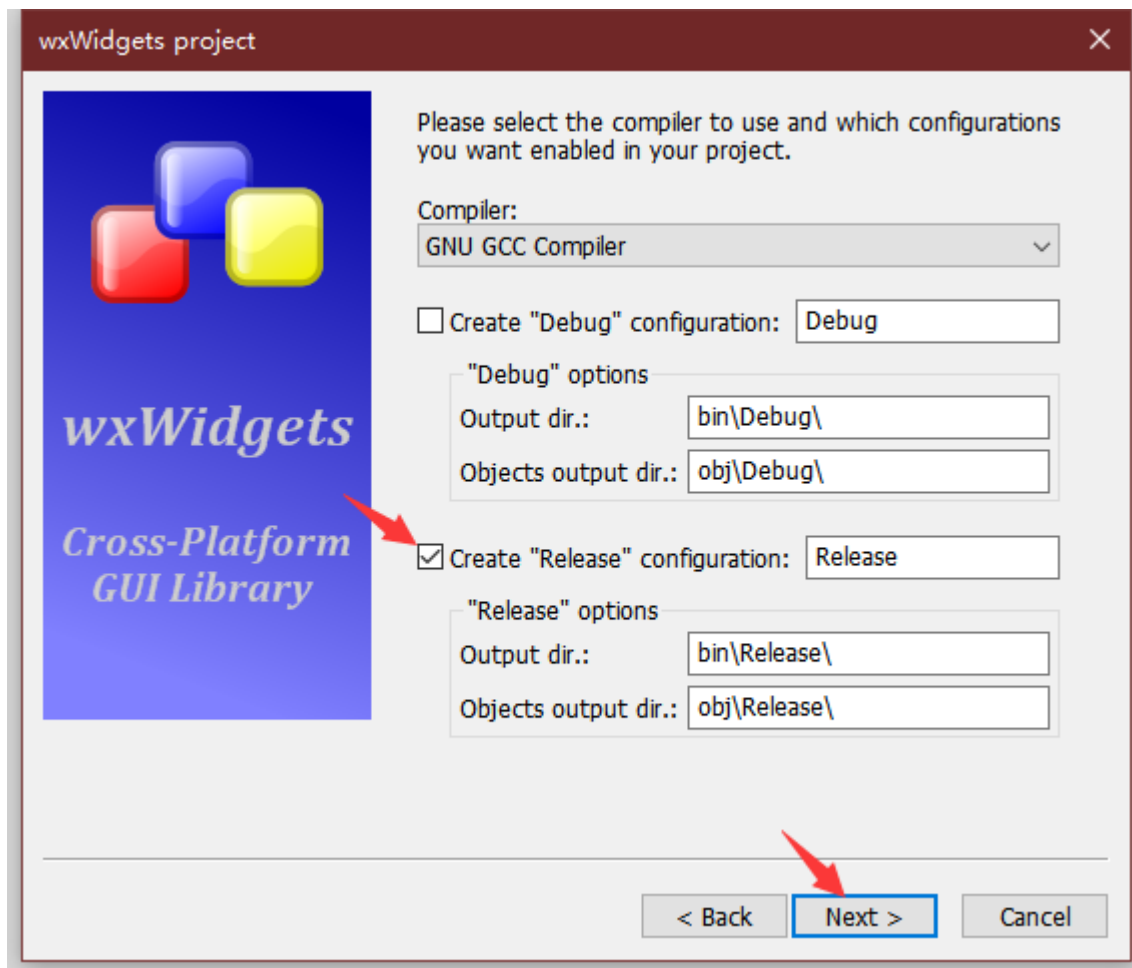 wxWidgets project
Please select the compiler to use and which configurations
you want enabled in your project.
Compiler:
GNU GCC Compiler
Create "Debug" configuration: Debug
"Debug" options
Output dir.: bin\Debug\
Objects output dir.: obj\Debug\
wxWidgets
Cross-Platform
GUI Library
Create "Release" configuration: Release
"Release" options
Output dir.: bin\Release\
Objects output dir.: obj\Release\
< Back
Next >
Cancel